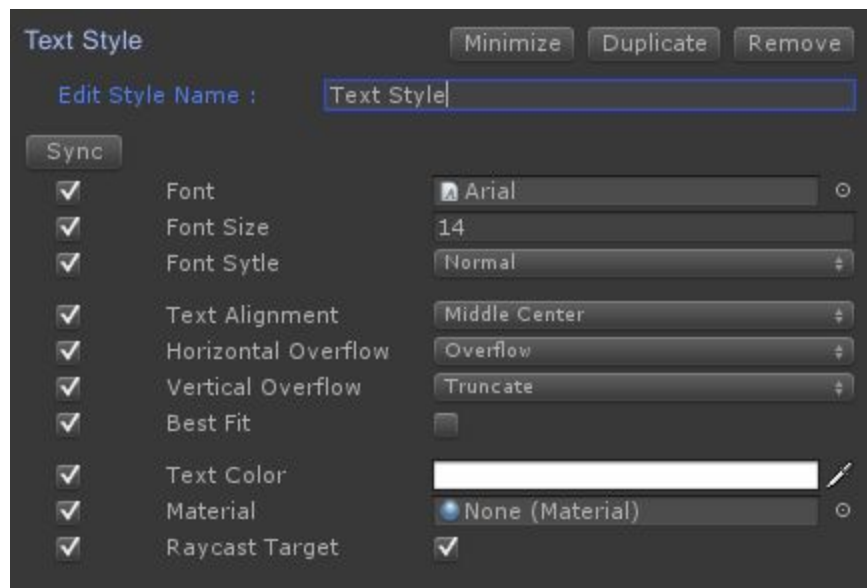 Text Style Minimize Duplicate Remove
Edit Style Name : Text Style
Sync
Font Arial
Font Size 14
Font Sytle Normal
Text Alignment Middle Center
Horizontal Overflow Overflow
Vertical Overflow Truncate
Best Fit
Text Color
Material None (Material)
Raycast Target